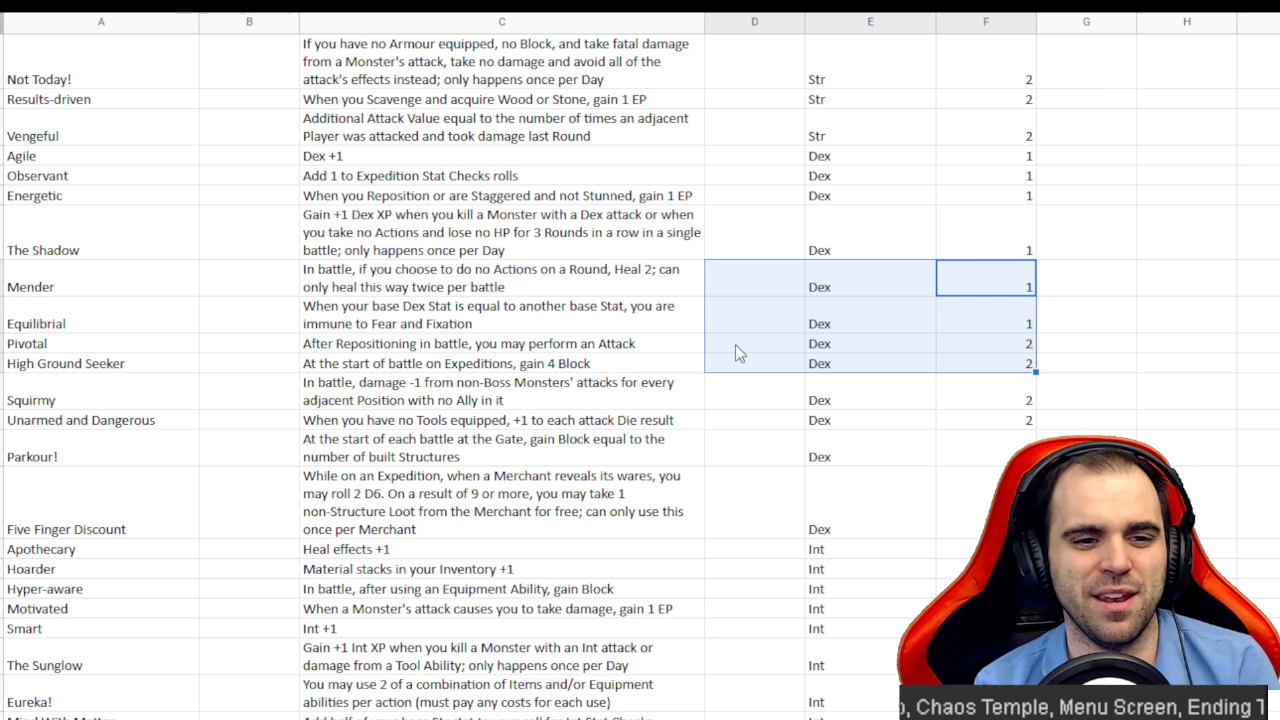 A B C D E F G H
If you have no Armour equipped, no Block, and take fatal damage
from a Monster's attack, take no damage and avoid all of the
Not Today! attack's effects instead; only happens once per Day Str 2
Results-driven When you Scavenge and acquire Wood or Stone, gain 1 EP Str 2
Additional Attack Value equal to the number of times an adjacent
Vengeful Player was attacked and took damage last Round Str 2
Agile Dex +1 Dex 1
Observant Add 1 to Expedition Stat Checks rolls Dex 1
Energetic When you Reposition or are Staggered and not Stunned, gain 1 EP Dex 1
Gain +1 Dex XP when you kill a Monster with a Dex attack or when
you take no Actions and lose no HP for 3 Rounds in a row in a single
The Shadow battle; only happens once per Day Dex 1
In battle, if you choose to do no Actions on a Round, Heal 2; can
Mender only heal this way twice per battle Dex 1
When your base Dex Stat is equal to another base Stat, you are
Equilibrial immune to Fear and Fixation Dex 1
Pivotal After Repositioning in battle, you may perform an Attack Dex 2
High Ground Seeker At the start of battle on Expeditions, gain 4 Block Dex 2
In battle, damage -1 from non-Boss Monsters' attacks for every
Squirmy adjacent Position with no Ally in it Dex 2
Unarmed and Dangerous When you have no Tools equipped, +1 to each attack Die result Dex 2
At the start of each battle at the Gate, gain Block equal to the
Parkour! number of built Structures Dex
While on an Expedition, when a Merchant reveals its wares, you
may roll 2 D6. On a result of 9 or more, you may take 1
non-Structure Loot from the Merchant for free; can only use this
Five Finger Discount once per Merchant Dex
Apothecary Heal effects +1 Int
Hoarder Material stacks in your Inventory +1 Int
Hyper-aware In battle, after using an Equipment Ability, gain Block Int
Motivated When a Monster's attack causes you to take damage, gain 1 EP Int
Smart Int +1 Int
Gain +1 Int XP when you kill a Monster with an Int attack or
The Sunglow damage from a Tool Ability; only happens once per Day Int
You may use 2 of a combination of Items and/or Equipment
Eureka! abilities per action (must pay any costs for each use) Int
, Chaos Temple, Menu Screen, Ending